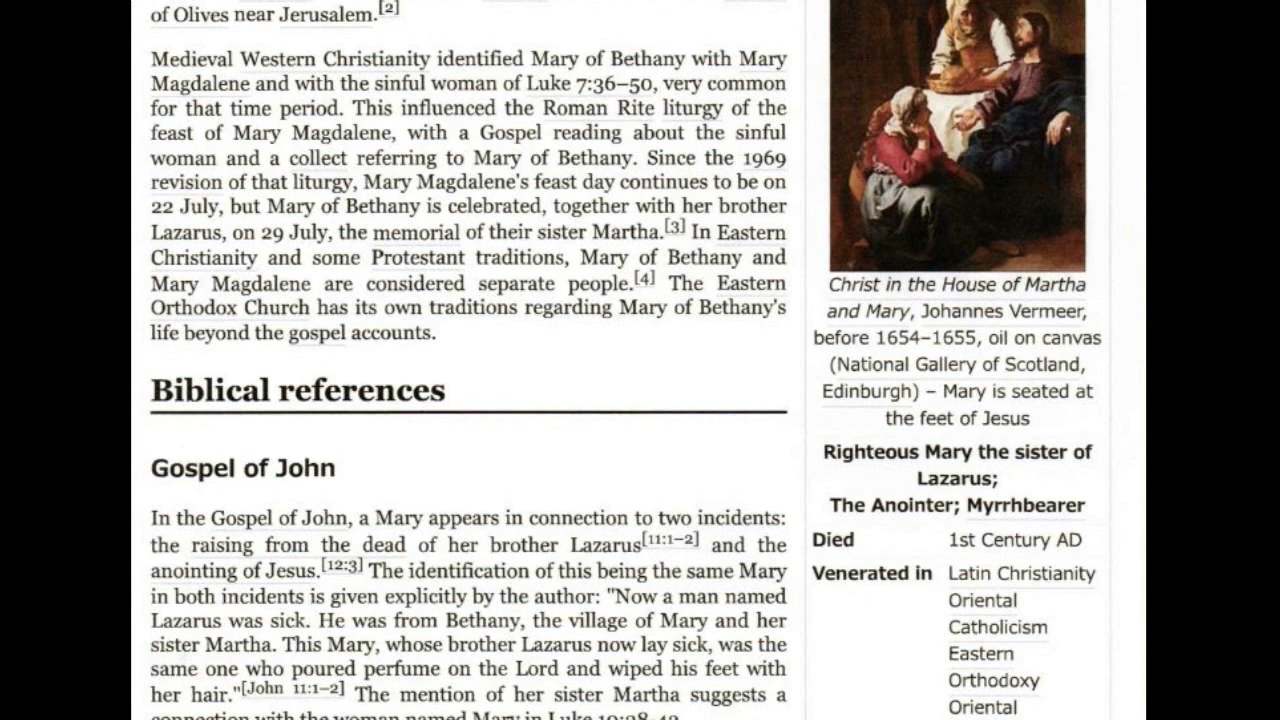 of Olives near Jerusalem.[2]
Medieval Western Christianity identified Mary of Bethany with Mary
Magdalene and with the sinful woman of Luke 7:36–50, very common
for that time period. This influenced the Roman Rite liturgy of the
feast of Mary Magdalene, with a Gospel reading about the sinful
woman and a collect referring to Mary of Bethany. Since the 1969
revision of that liturgy, Mary Magdalene's feast day continues to be on
22 July, but Mary of Bethany is celebrated, together with her brother
Lazarus, on 29 July, the memorial of their sister Martha.[3] In Eastern
Christianity and some Protestant traditions, Mary of Bethany and
Mary Magdalene are considered separate people.[4] The Eastern
Orthodox Church has its own traditions regarding Mary of Bethany's
life beyond the gospel accounts.
Biblical references
Gospel of John
In the Gospel of John, a Mary appears in connection to two incidents:
the raising from the dead of her brother Lazarus[11:1–2] and the
anointing of Jesus.[12:3] The identification of this being the same Mary
in both incidents is given explicitly by the author: "Now a man named
Lazarus was sick. He was from Bethany, the village of Mary and her
sister Martha. This Mary, whose brother Lazarus now lay sick, was the
same one who poured perfume on the Lord and wiped his feet with
her hair."[John 11:1–2] The mention of her sister Martha suggests a
connection with the woman named Mary in Luke 10:38-42.
Christ in the House of Martha
and Mary, Johannes Vermeer,
before 1654–1655, oil on canvas
(National Gallery of Scotland,
Edinburgh) – Mary is seated at
the feet of Jesus
Righteous Mary the sister of
Lazarus;
The Anointer; Myrrhbearer
Died 1st Century AD
Venerated in Latin Christianity
Oriental
Catholicism
Eastern
Orthodoxy
Oriental